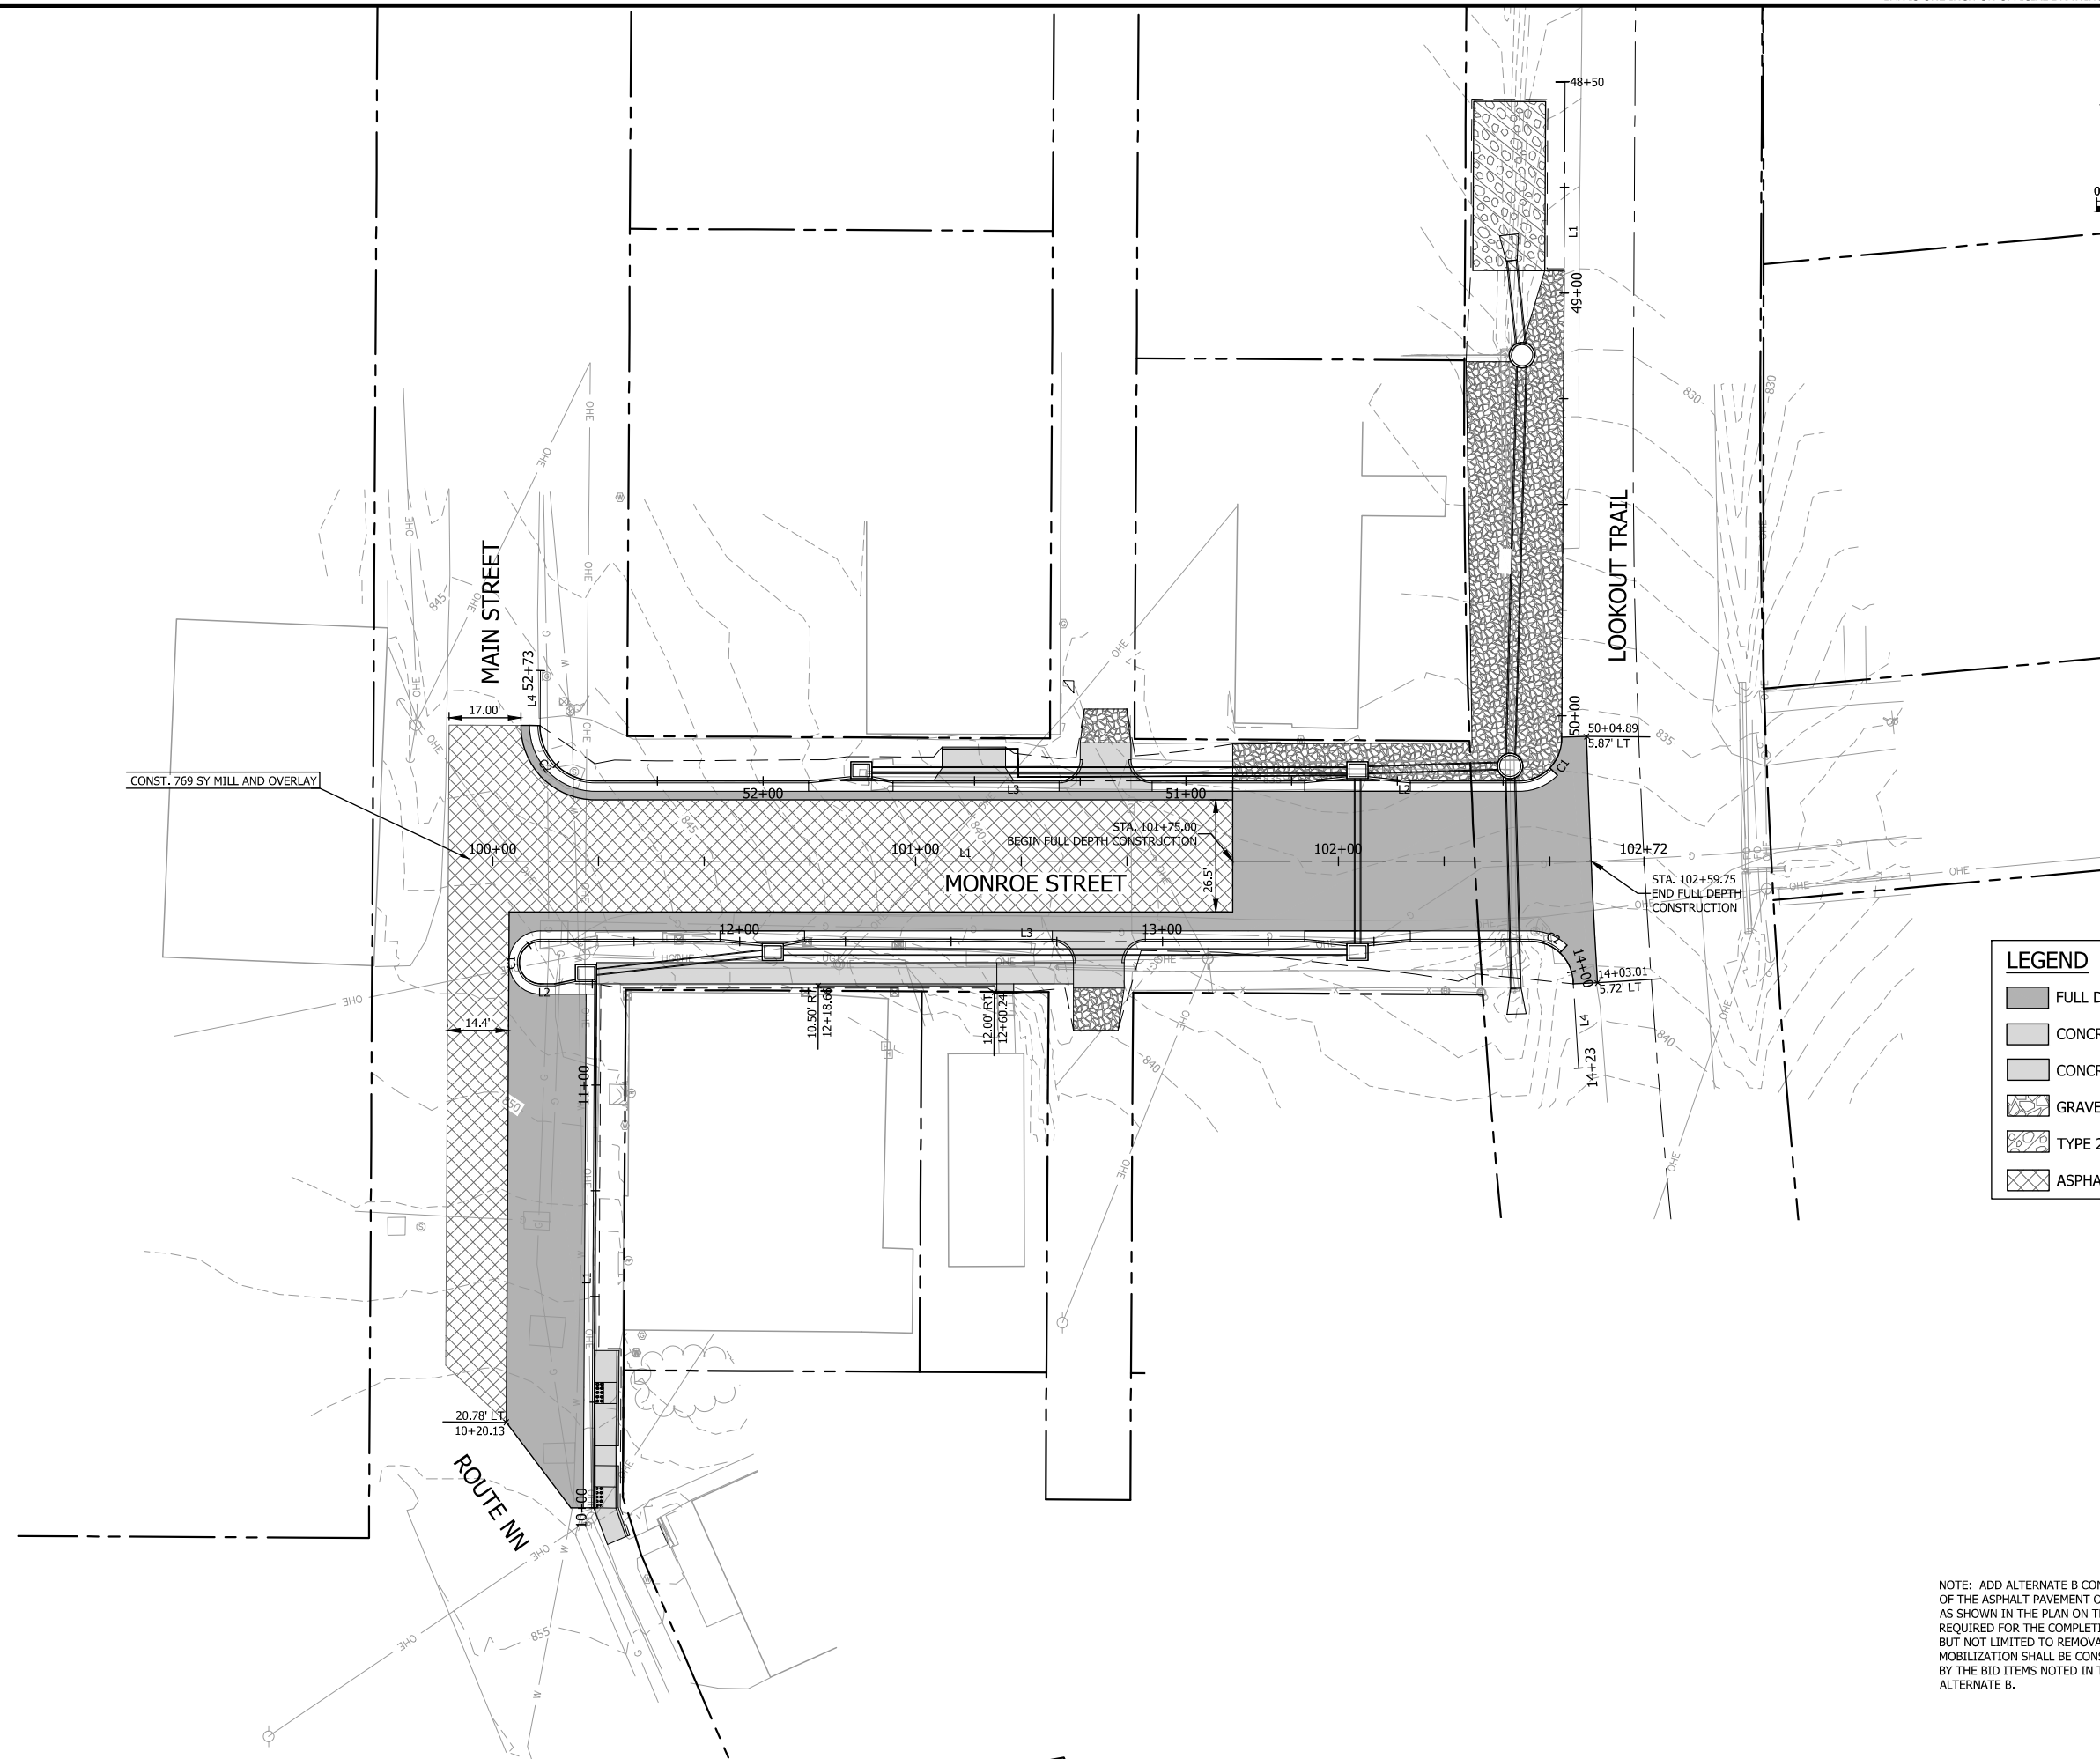 48+50
L1
49+00
830
830
OHE
OHE
OHE
OHE
MAIN STREET
845
LOOKOUT TRAIL
L4 52+73
17.00'
50+00
50+04.89
5.87' LT
835
C3
C1
CONST. 769 SY MILL AND OVERLAY
52+00
L3
51+00
L2
845
840
STA. 101+75.00
BEGIN FULL DEPTH CONSTRUCTION
100+00
101+00
L1
102+00
102+72
MONROE STREET
26.5'
STA. 102+59.75
END FULL DEPTH
CONSTRUCTION
12+00
L3
13+00
C2
C1
L2
14+00
14+03.01
5.72' LT
14.4'
10.50' RT
12+18.66
12.00' RT
12+60.24
L4
14+23
840
840
11+00
850
L1
LEGEND
FULL D
CONCR
CONCR
GRAVE
TYPE 2
ASPHA
20.78' LT
10+20.13
ROUTE NN
10+00
855
NOTE: ADD ALTERNATE B CON
OF THE ASPHALT PAVEMENT O
AS SHOWN IN THE PLAN ON T
REQUIRED FOR THE COMPLETI
BUT NOT LIMITED TO REMOVA
MOBILIZATION SHALL BE CONS
BY THE BID ITEMS NOTED IN T
ALTERNATE B.